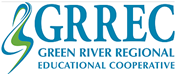 GRREC
GREEN RIVER REGIONAL
EDUCATIONAL COOPERATIVE